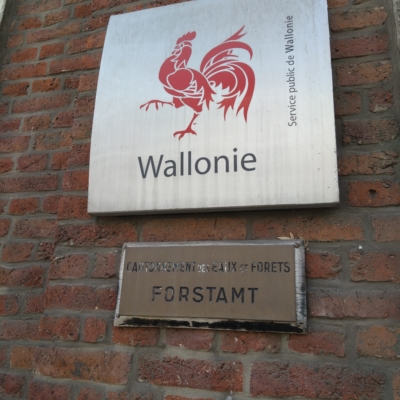 Service public de Wallonie
Wallonie
CANTONNEMENT DES EAUX ET FORETS
FORSTAMT